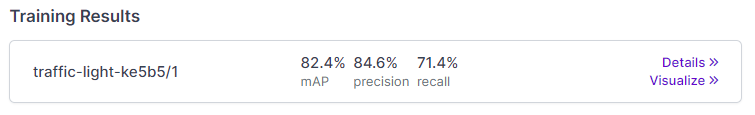 Training Results
traffic-light-ke5b5/1
82.4% 84.6% 71.4%
mAP precision recall
Details »
Visualize »